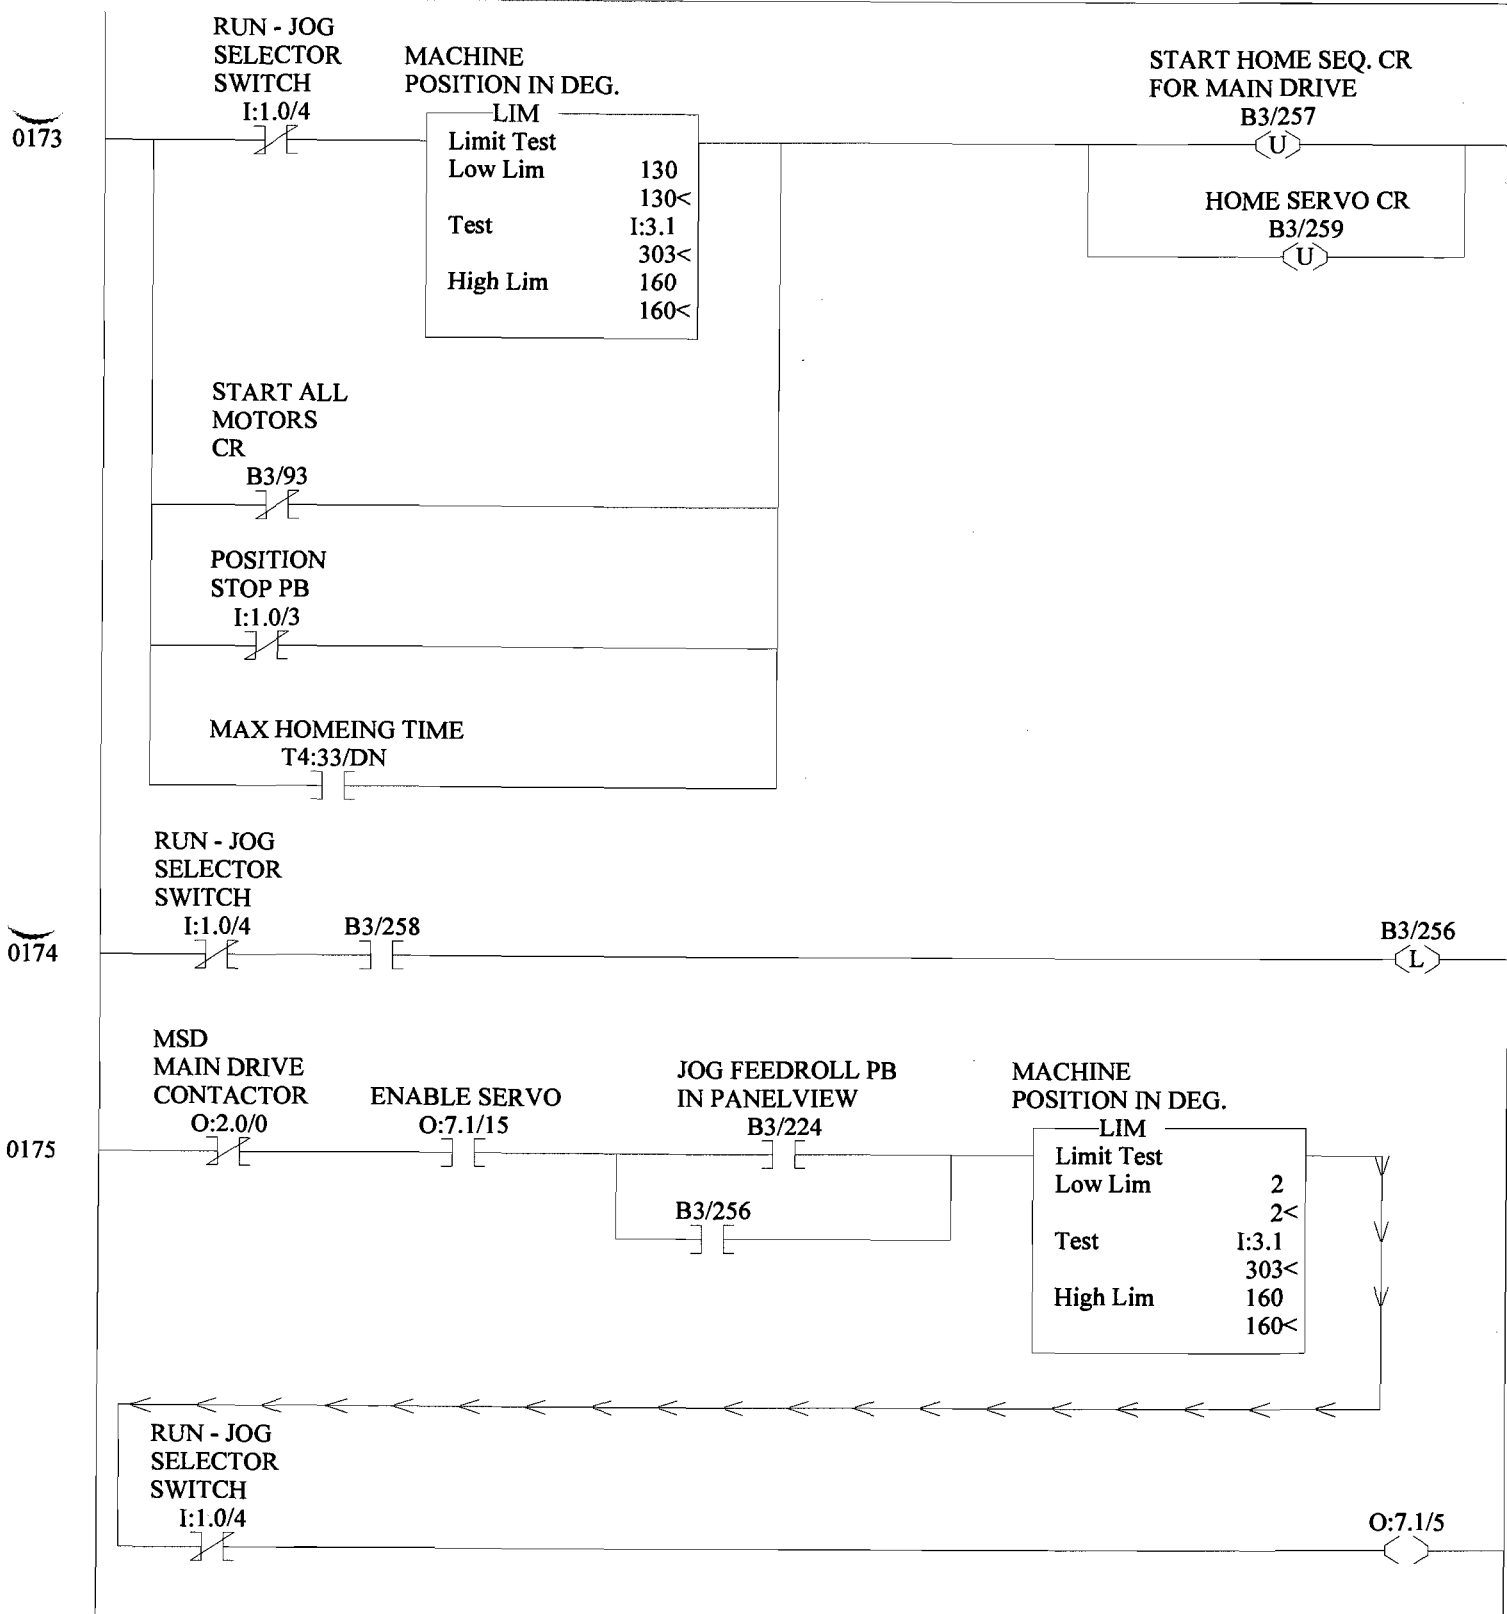 RUN - JOG
SELECTOR
SWITCH
I:1.0/4
MACHINE
POSITION IN DEG.
LIM
Limit Test
Low Lim 130
130<
Test I:3.1
303<
High Lim 160
160<
START HOME SEQ. CR
FOR MAIN DRIVE
B3/257
U
HOME SERVO CR
B3/259
U
0173
START ALL
MOTORS
CR
B3/93
POSITION
STOP PB
I:1.0/3
MAX HOMEING TIME
T4:33/DN
RUN - JOG
SELECTOR
SWITCH
I:1.0/4
B3/258
B3/256
L
0174
MSD
MAIN DRIVE
CONTACTOR
O:2.0/0
ENABLE SERVO
O:7.1/15
JOG FEEDROLL PB
IN PANELVIEW
B3/224
B3/256
MACHINE
POSITION IN DEG.
LIM
Limit Test
Low Lim 2
2<
Test I:3.1
303<
High Lim 160
160<
0175
RUN - JOG
SELECTOR
SWITCH
I:1.0/4
O:7.1/5